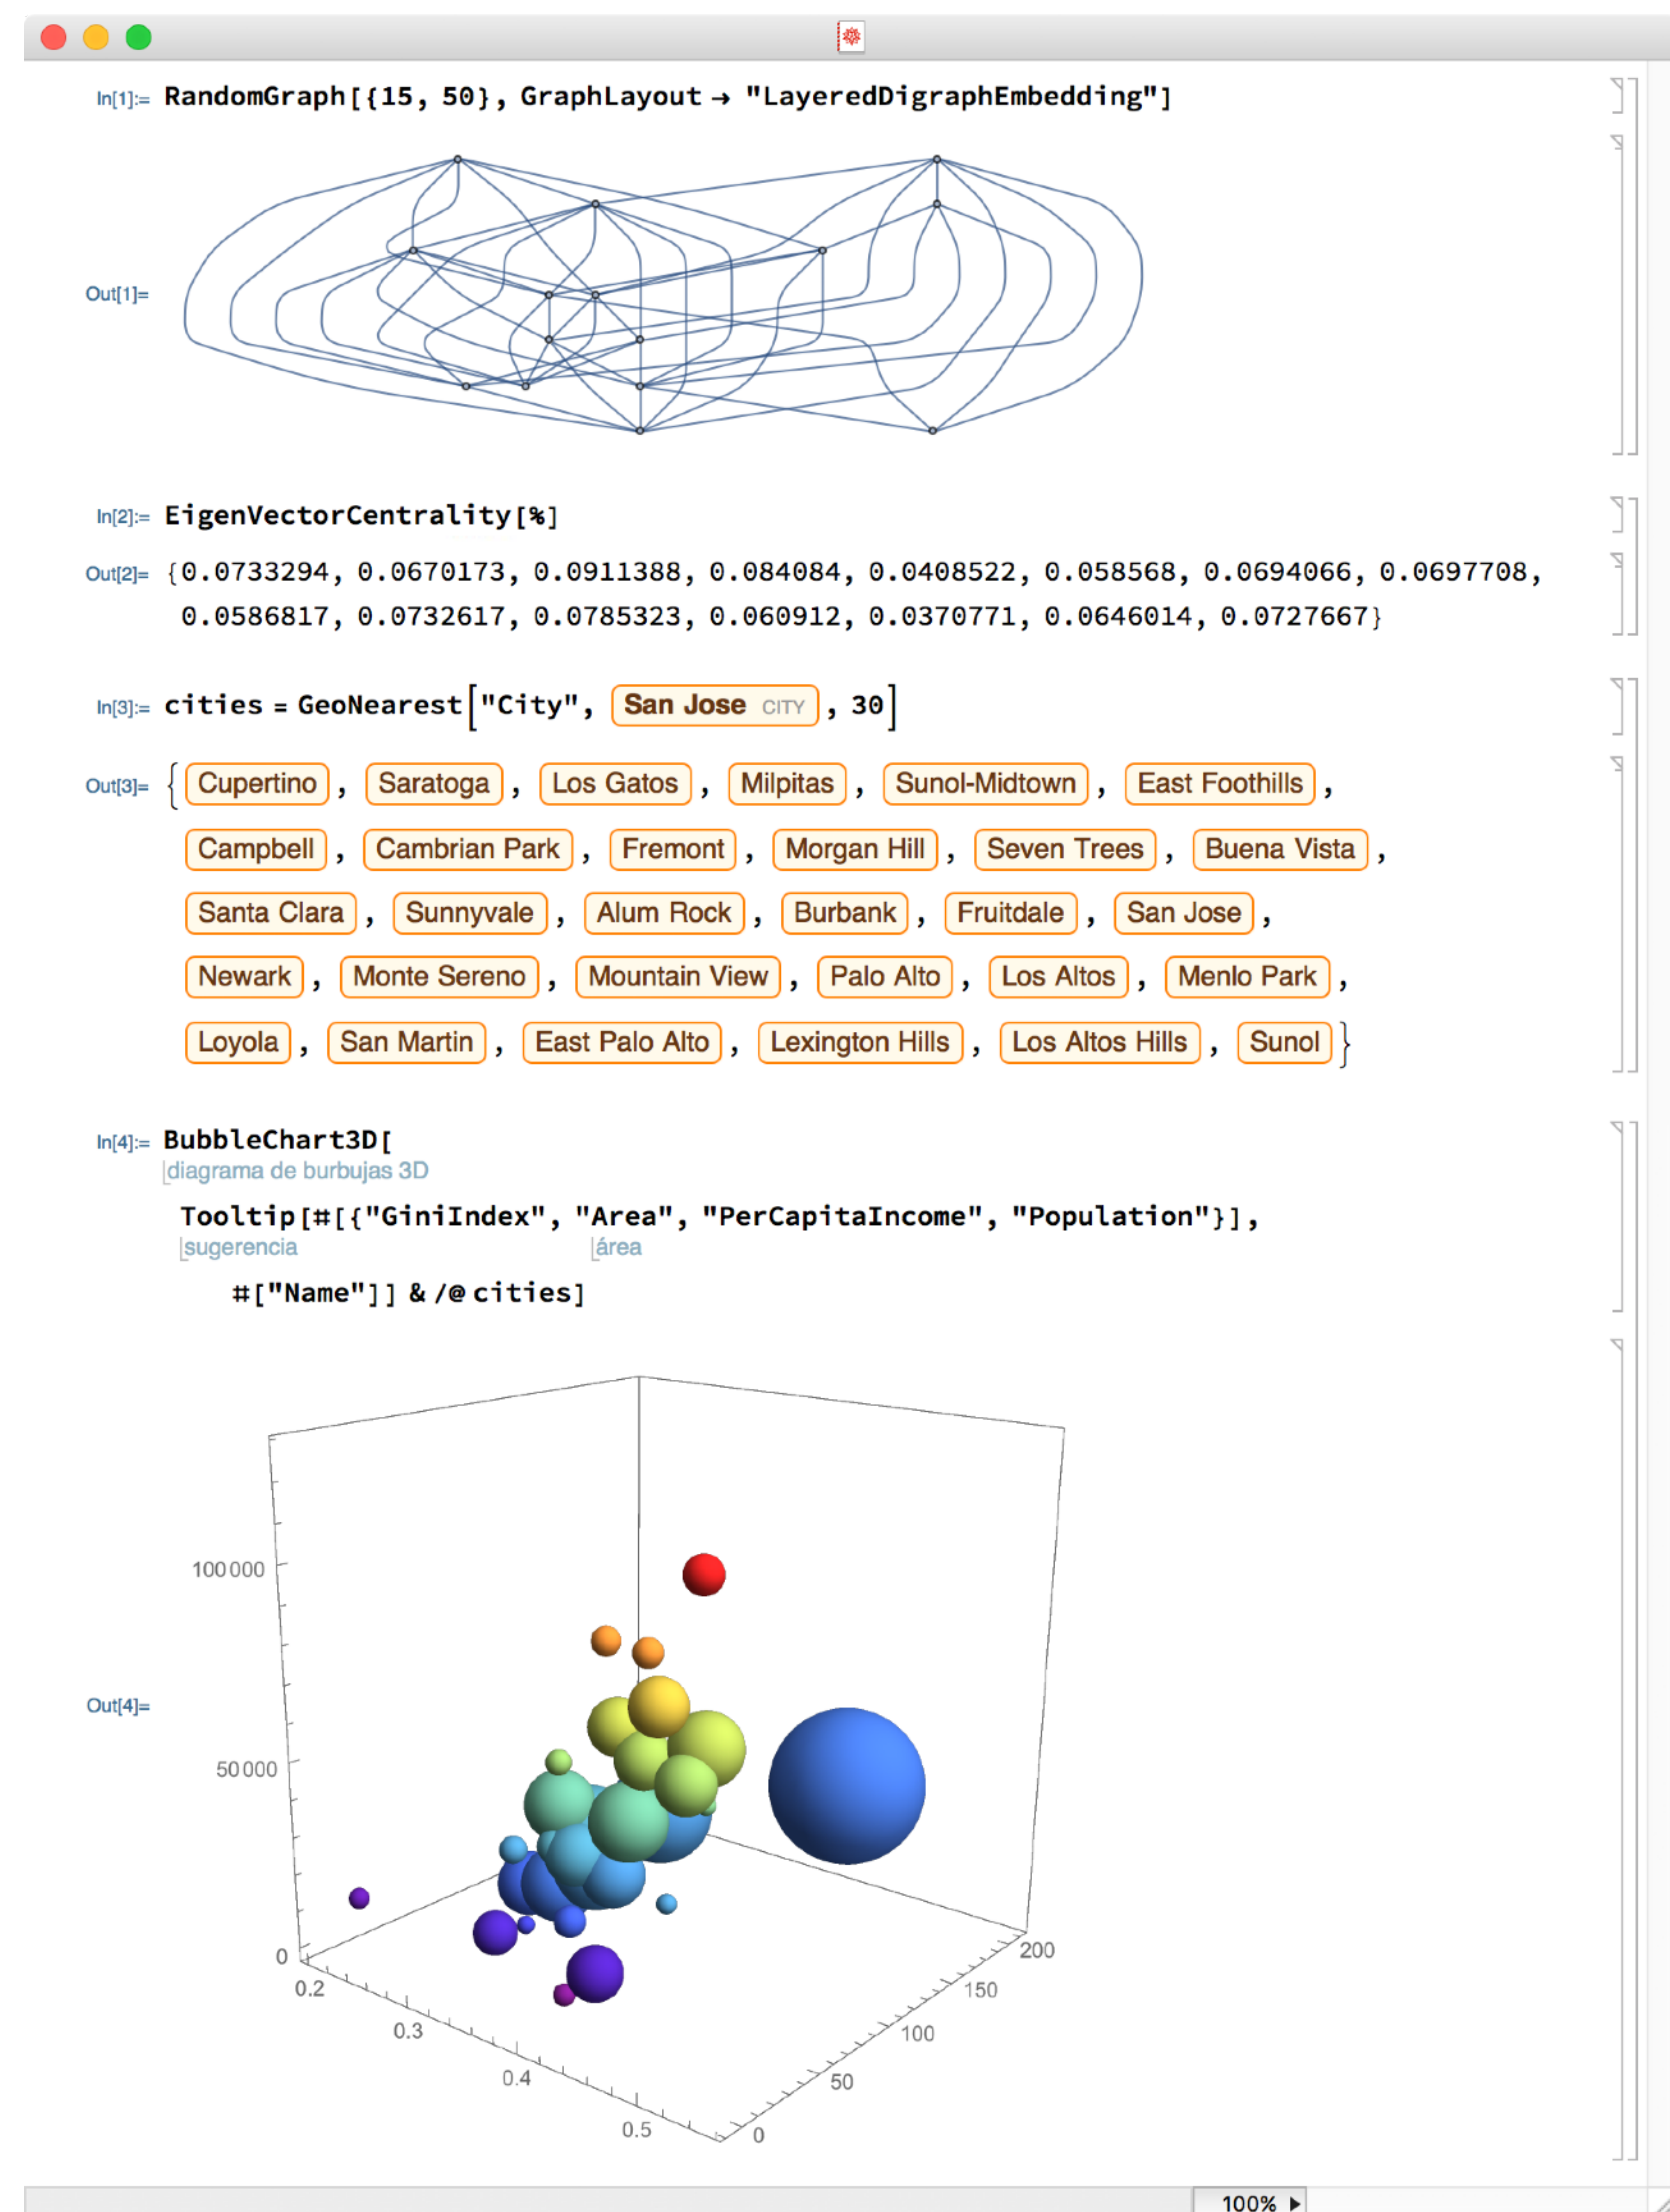 In[1]:= RandomGraph[{15, 50}, GraphLayout → "LayeredDigraphEmbedding"]
Out[1]=
In[2]:= EigenVectorCentrality[%]
Out[2]= {0.0733294, 0.0670173, 0.0911388, 0.084084, 0.0408522, 0.058568, 0.0694066, 0.0697708,
0.0586817, 0.0732617, 0.0785323, 0.060912, 0.0370771, 0.0646014, 0.0727667}
In[3]:= cities = GeoNearest["City", San Jose CITY , 30]
Out[3]= { Cupertino , Saratoga , Los Gatos , Milpitas , Sunol-Midtown , East Foothills ,
Campbell , Cambrian Park , Fremont , Morgan Hill , Seven Trees , Buena Vista ,
Santa Clara , Sunnyvale , Alum Rock , Burbank , Fruitdale , San Jose ,
Newark , Monte Sereno , Mountain View , Palo Alto , Los Altos , Menlo Park ,
Loyola , San Martin , East Palo Alto , Lexington Hills , Los Altos Hills , Sunol }
In[4]:= BubbleChart3D[
diagrama de burbujas 3D
Tooltip[#[{"GiniIndex", "Area", "PerCapitaIncome", "Population"}],
sugerencia área
#["Name"]] & /@ cities]
100 000
Out[4]=
50 000
0
0.2
0.3
0.4
0.5
0
50
100
150
200
100%